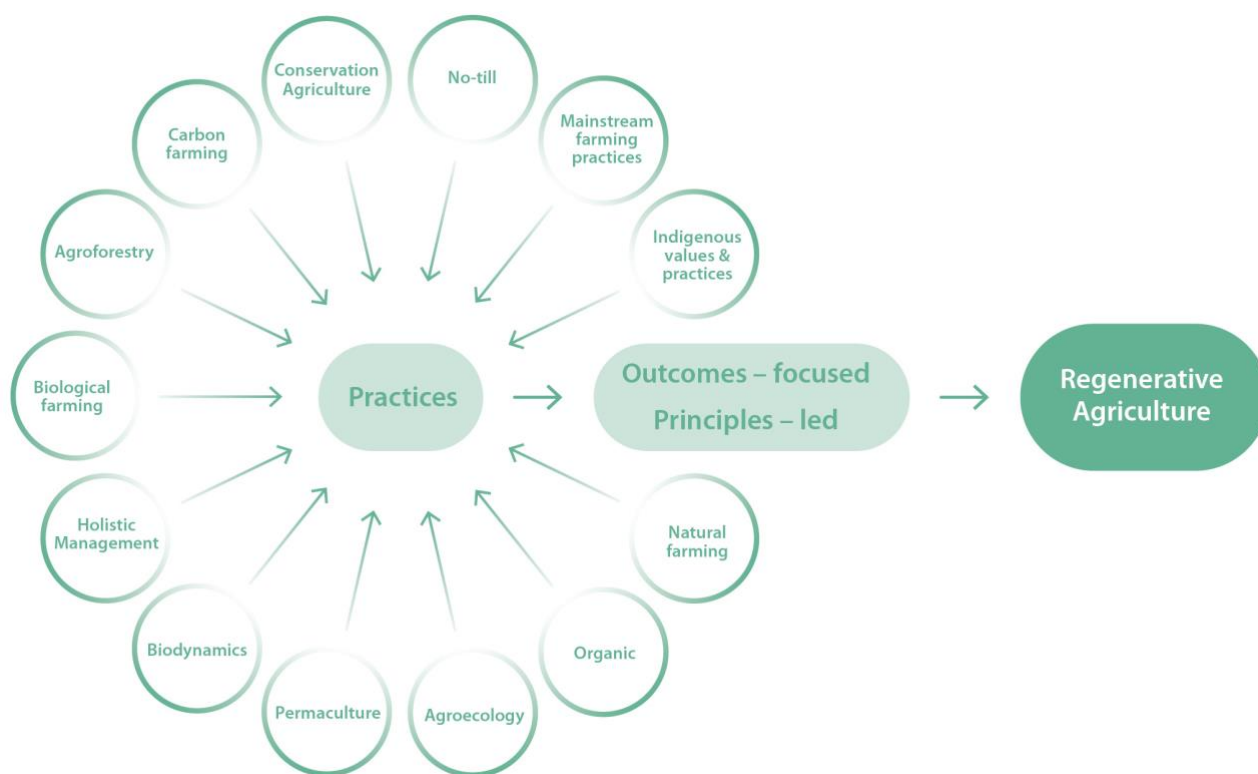 Conservation
Agriculture
No-till
Carbon
farming
Mainstream
farming
practices
Agroforestry
Indigenous
values &
practices
Biological
farming
Practices
Outcomes – focused
Principles – led
Regenerative
Agriculture
Holistic
Management
Natural
farming
Biodynamics
Organic
Permaculture
Agroecology